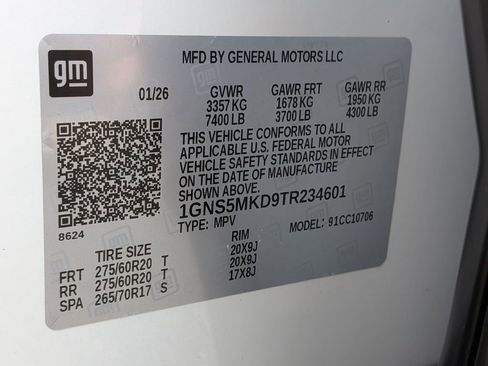 gm
MFD BY GENERAL MOTORS LLC
01/26 GVWR GAWR FRT GAWR RR
3357 KG 1678 KG 1950 KG
7400 LB 3700 LB 4300 LB
THIS VEHICLE CONFORMS TO ALL
APPLICABLE U.S. FEDERAL MOTOR
VEHICLE SAFETY STANDARDS IN EFFECT
ON THE DATE OF MANUFACTURE
SHOWN ABOVE.
1GNS5MKD9TR234601
TYPE: MPV MODEL: 91CC10706
8624
TIRE SIZE RIM
FRT 275/60R20 T 20X9J
RR 275/60R20 T 20X9J
SPA 265/70R17 S 17X8J